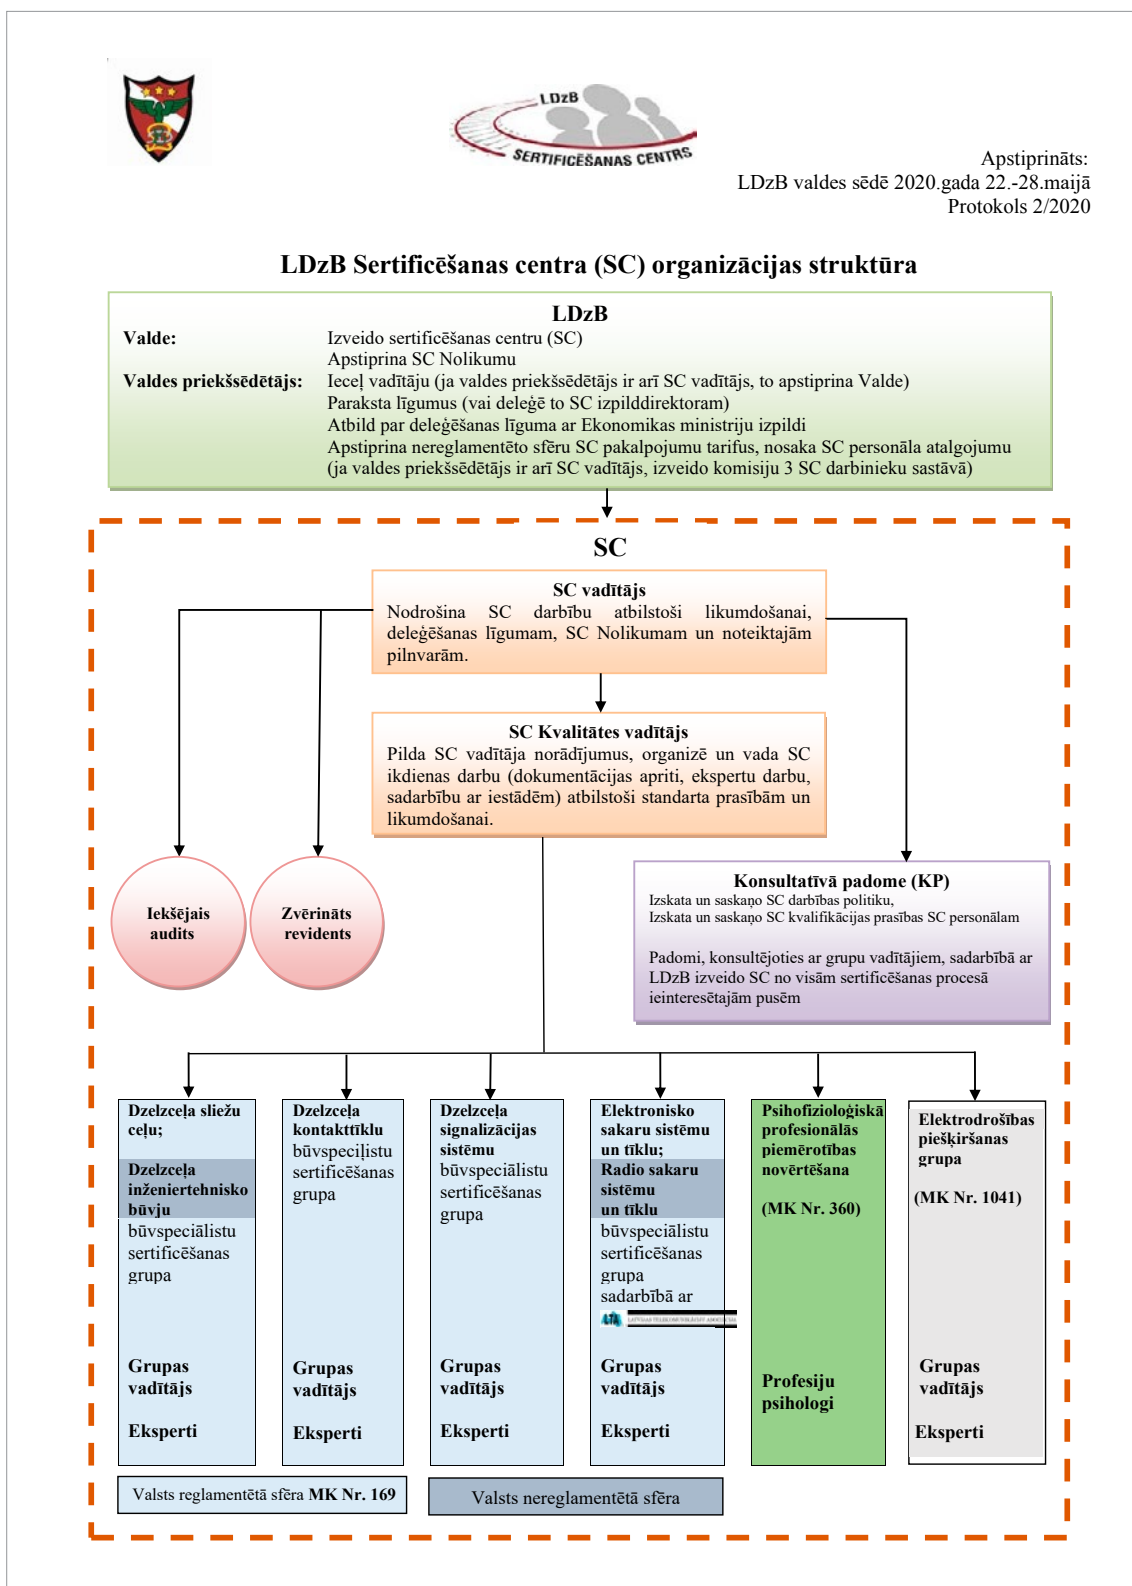 LDzB
SERTIFICĒŠANAS CENTRS
Apstiprināts:
LDzB valdes sēdē 2020.gada 22.-28.maijā
Protokols 2/2020
LDzB Sertificēšanas centra (SC) organizācijas struktūra
LDzB
Valde: Izveido sertificēšanas centru (SC)
Apstiprina SC Nolikumu
Valdes priekšsēdētājs: Ieceļ vadītāju (ja valdes priekšsēdētājs ir arī SC vadītājs, to apstiprina Valde)
Paraksta līgumus (vai deleģē to SC izpilddirektoram)
Atbild par deleģēšanas līguma ar Ekonomikas ministriju izpildi
Apstiprina nereglamentēto sfēru SC pakalpojumu tarifus, nosaka SC personāla atalgojumu
(ja valdes priekšsēdētājs ir arī SC vadītājs, izveido komisiju 3 SC darbinieku sastāvā)
SC
SC vadītājs
Nodrošina SC darbību atbilstoši likumdošanai,
deleģēšanas līgumam, SC Nolikumam un noteiktajām
pilnvarām.
SC Kvalitātes vadītājs
Pilda SC vadītāja norādījumus, organizē un vada SC
ikdienas darbu (dokumentācijas apriti, ekspertu darbu,
sadarbību ar iestādēm) atbilstoši standarta prasībām un
likumdošanai.
Iekšējais
audits
Zvērināts
revidents
Konsultatīvā padome (KP)
Izskata un saskaņo SC darbības politiku,
Izskata un saskaņo SC kvalifikācijas prasības SC personālam
Padomi, konsultējoties ar grupu vadītājiem, sadarbībā ar
LDzB izveido SC no visām sertificēšanas procesā
ieinteresētajām pusēm
Dzelzceļa sliežu
ceļu;
Dzelzceļa
inženiertehnisko
būvju
būvspeciālistu
sertificēšanas
grupa
Grupas
vadītājs
Eksperti
Dzelzceļa
kontakttīklu
būvspeciļistu
sertificēšanas
grupa
Grupas
vadītājs
Eksperti
Dzelzceļa
signalizācijas
sistēmu
būvspeciālistu
sertificēšanas
grupa
Grupas
vadītājs
Eksperti
Elektronisko
sakaru sistēmu
un tīklu;
Radio sakaru
sistēmu
un tīklu
būvspeciālistu
sertificēšanas
grupa
sadarbībā ar
LTA LATVIJAS TELEKOMUNIKĀCIJU ASOCIĀCIJA
Grupas
vadītājs
Eksperti
Psihofizioloģiskā
profesionālās
piemērotības
novērtēšana
(MK Nr. 360)
Profesiju
psihologi
Elektrodrošības
piešķiršanas
grupa
(MK Nr. 1041)
Grupas
vadītājs
Eksperti
Valsts reglamentētā sfēra MK Nr. 169
Valsts nereglamentētā sfēra